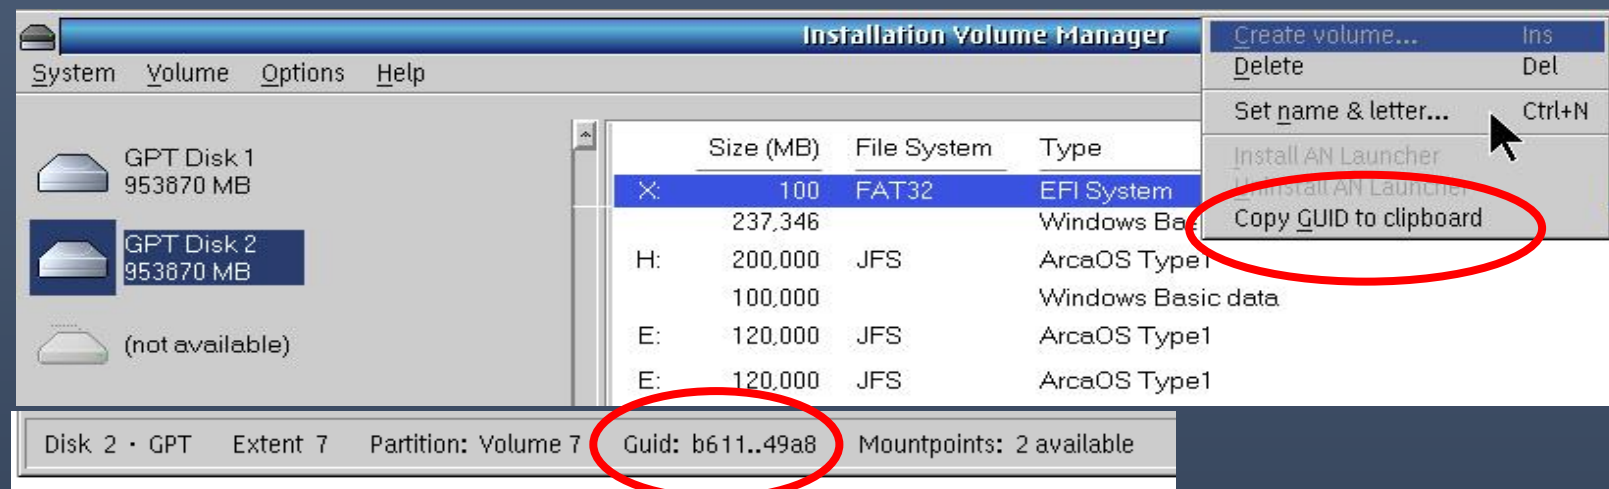 Installation Volume Manager
System Volume Options Help
Create volume... Ins
Delete Del
Set name & letter... Ctrl+N
Install AN Launcher
Uninstall AN Launcher
Copy GUID to clipboard
GPT Disk 1
953870 MB
GPT Disk 2
953870 MB
(not available)
Size (MB) File System Type
X: 100 FAT32 EFI System
237,346 Windows Bas
H: 200,000 JFS ArcaOS Type1
100,000 Windows Basic data
E: 120,000 JFS ArcaOS Type1
E: 120,000 JFS ArcaOS Type1
Disk 2 · GPT Extent 7 Partition: Volume 7 Guid: b611..49a8 Mountpoints: 2 available